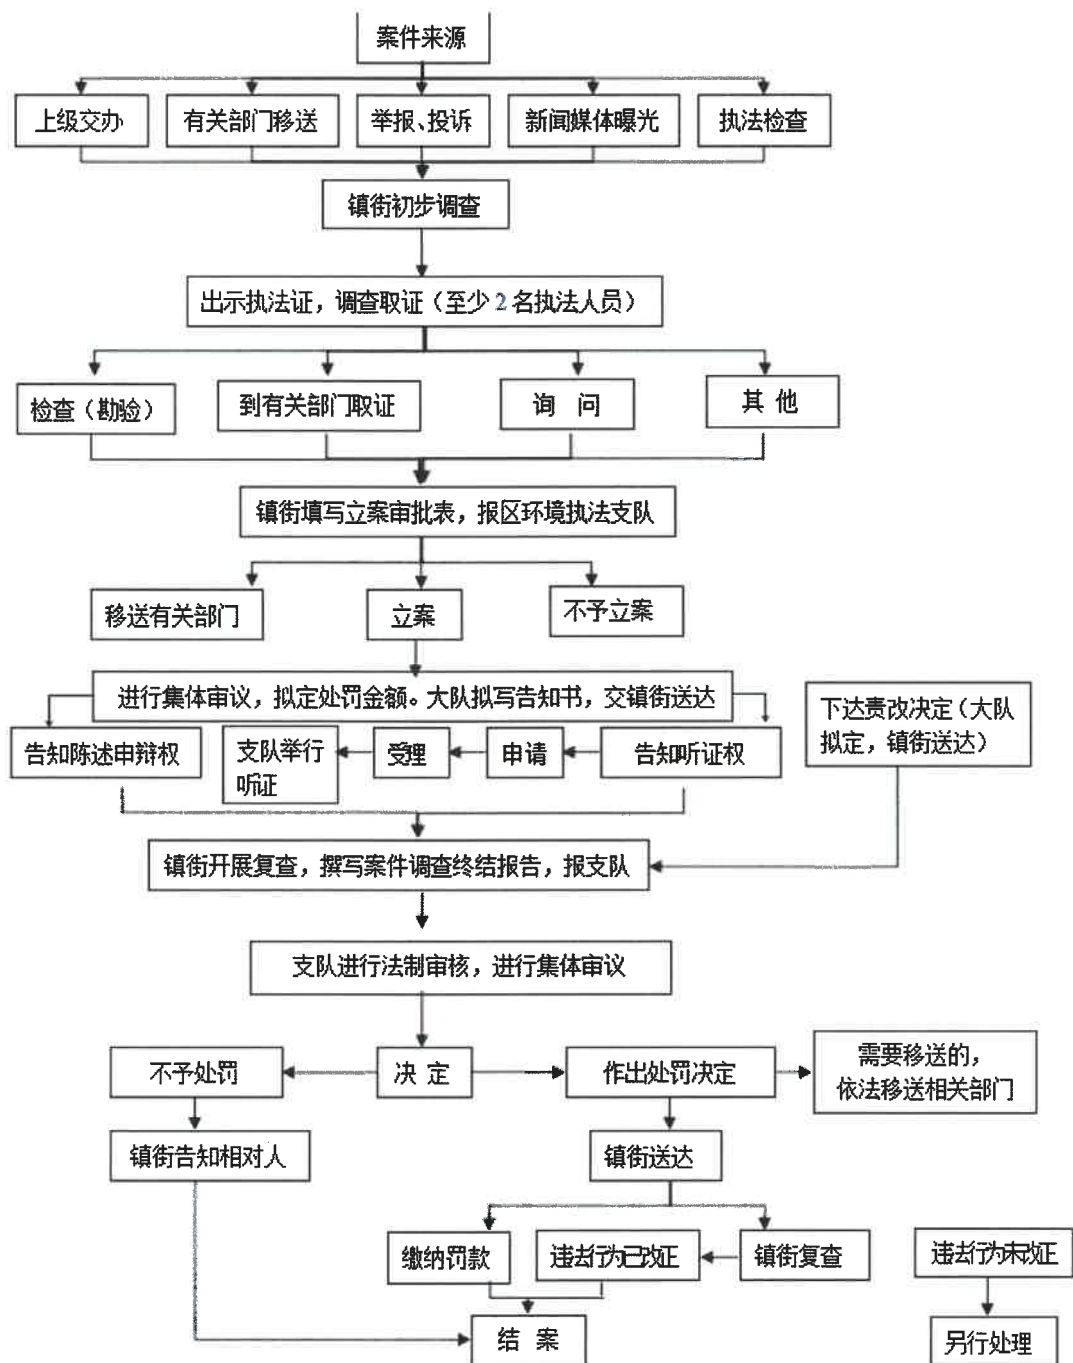 案件来源
上级交办
有关部门移送
举报、投诉
新闻媒体曝光
执法检查
镇街初步调查
出示执法证，调查取证（至少2名执法人员）
检查（勘验）
到有关部门取证
询 问
其 他
镇街填写立案审批表，报区环境执法支队
移送有关部门
立案
不予立案
进行集体审议，拟定处罚金额。大队拟写告知书，交镇街送达
下达责改决定（大队
拟定，镇街送达）
告知陈述申辩权
支队举行
听证
受理
申请
告知听证权
镇街开展复查，撰写案件调查终结报告，报支队
支队进行法制审核，进行集体审议
不予处罚
决 定
作出处罚决定
需要移送的，
依法移送相关部门
镇街告知相对人
镇街送达
缴纳罚款
违法行为已改正
镇街复查
违法行为未改正
结 案
另行处理